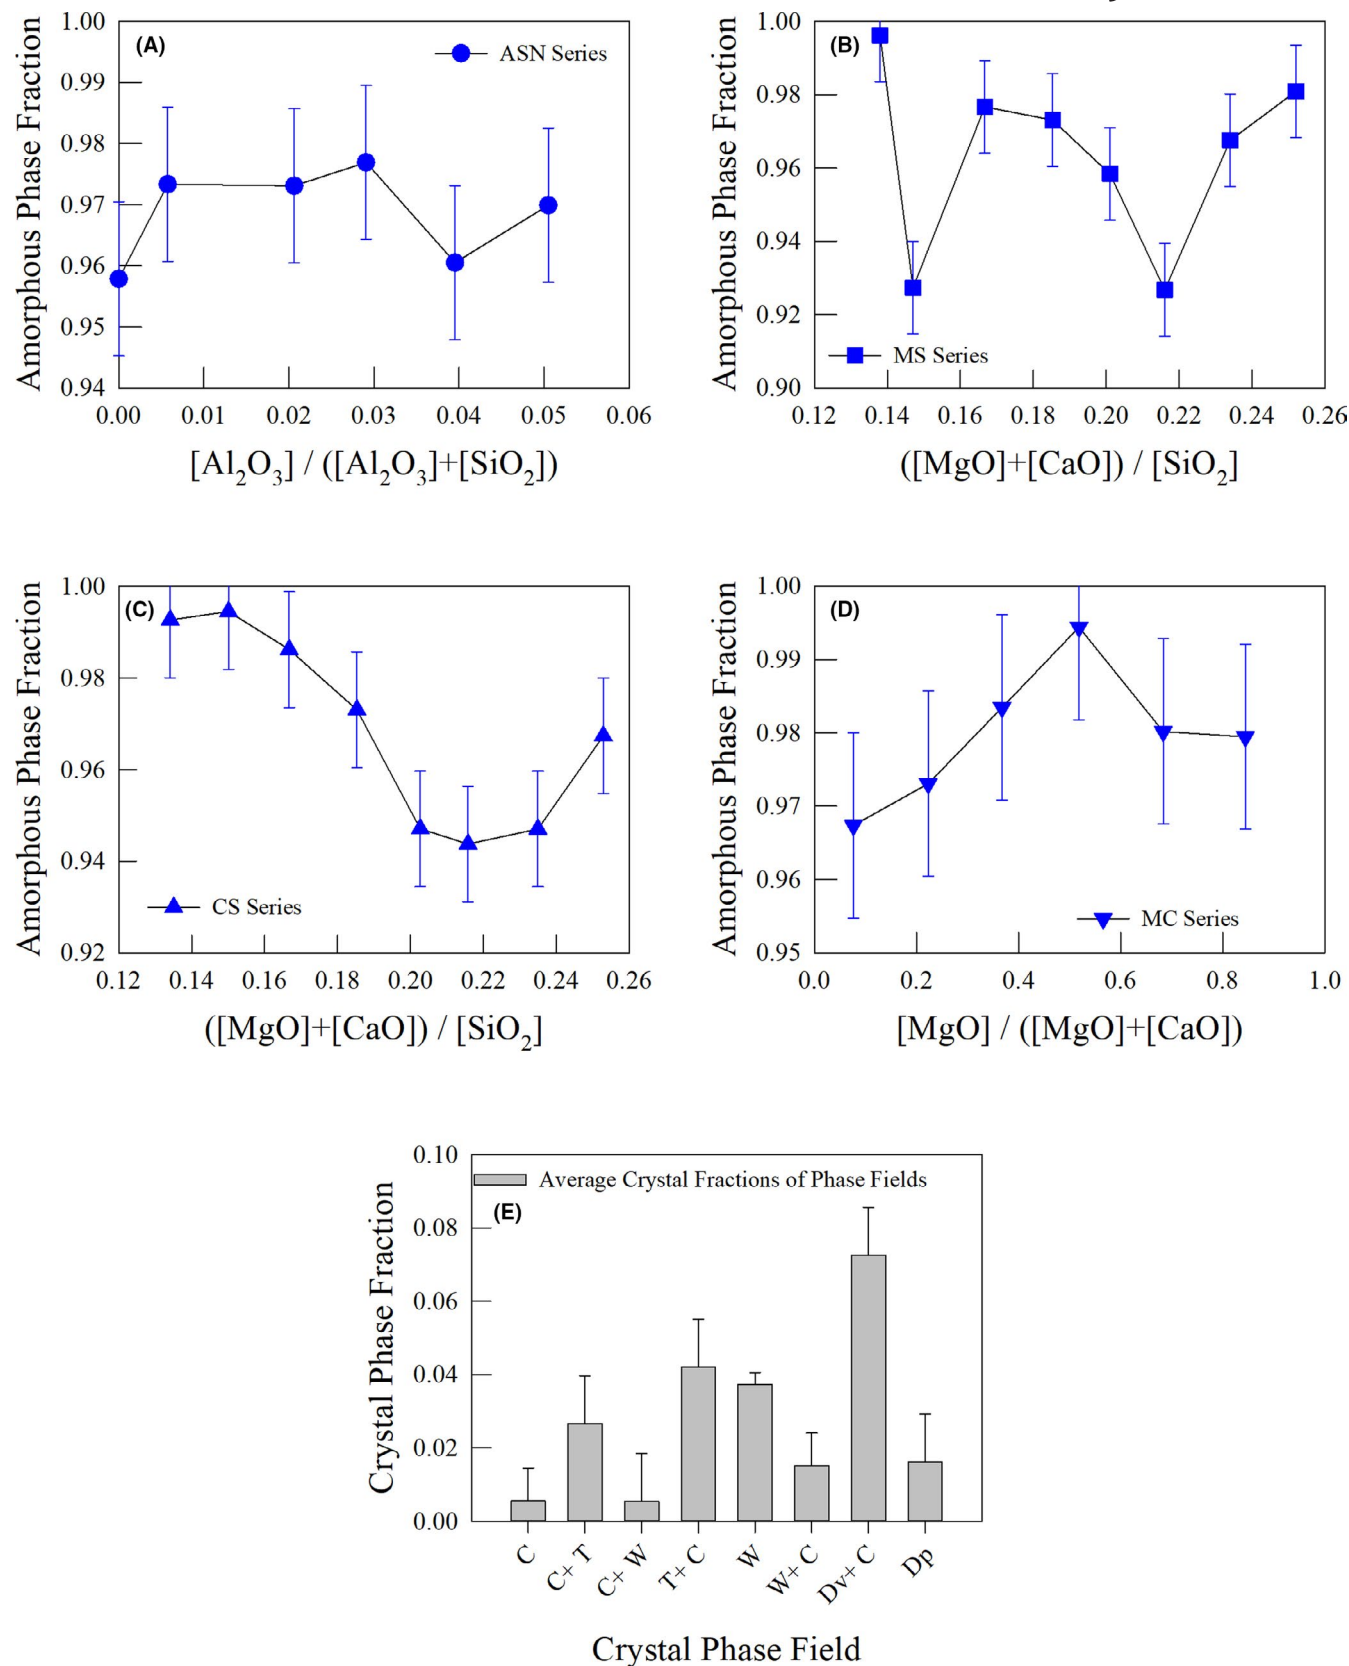 1.00
0.99
0.98
0.97
0.96
0.95
0.94
Amorphous Phase Fraction
(A)
ASN Series
0.00 0.01 0.02 0.03 0.04 0.05 0.06
[Al₂O₃] / ([Al₂O₃]+[SiO₂])
1.00
0.98
0.96
0.94
0.92
0.90
Amorphous Phase Fraction
(B)
MS Series
0.12 0.14 0.16 0.18 0.20 0.22 0.24 0.26
([MgO]+[CaO]) / [SiO₂]
1.00
0.98
0.96
0.94
0.92
Amorphous Phase Fraction
(C)
CS Series
0.12 0.14 0.16 0.18 0.20 0.22 0.24 0.26
([MgO]+[CaO]) / [SiO₂]
1.00
0.99
0.98
0.97
0.96
0.95
Amorphous Phase Fraction
(D)
MC Series
0.0 0.2 0.4 0.6 0.8 1.0
[MgO] / ([MgO]+[CaO])
0.10
0.08
0.06
0.04
0.02
0.00
Crystal Phase Fraction
Average Crystal Fractions of Phase Fields
(E)
C C+ T C+ W T+ C W W+ C Dv+ C Dp
Crystal Phase Field